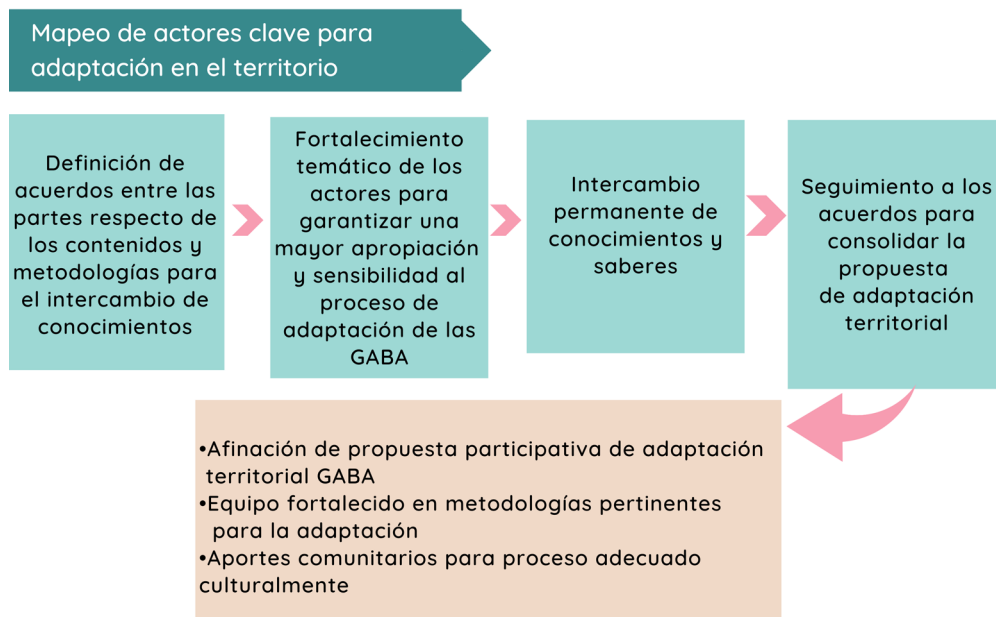 Mapeo de actores clave para
adaptación en el territorio
Definición de
acuerdos entre las
partes respecto de
los contenidos y
metodologías para
el intercambio de
conocimientos
Fortalecimiento
temático de los
actores para
garantizar una
mayor apropiación
y sensibilidad al
proceso de
adaptación de las
GABA
Intercambio
permanente de
conocimientos y
saberes
Seguimiento a los
acuerdos para
consolidar la
propuesta
de adaptación
territorial
•Afinación de propuesta participativa de adaptación
territorial GABA
•Equipo fortalecido en metodologías pertinentes
para la adaptación
•Aportes comunitarios para proceso adecuado
culturalmente